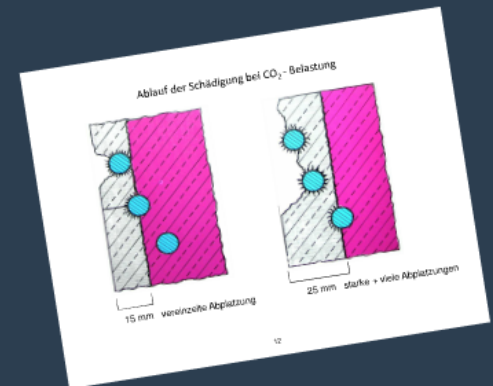 Ablauf der Schädigung bei CO₂- Belastung
15 mm vereinzelte Abplatzung
25 mm starke + viele Abplatzungen
12